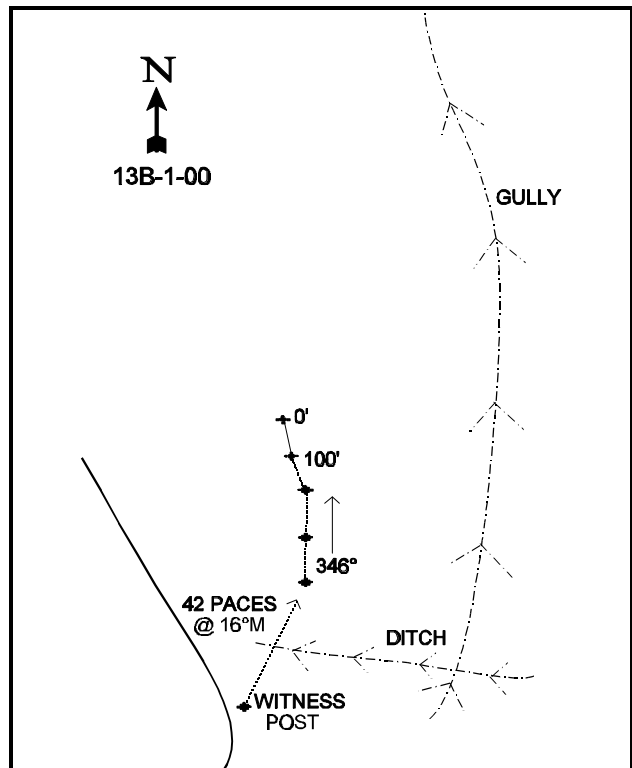 N
13B-1-00
GULLY
0'
100'
346°
42 PACES
@ 16°M
DITCH
WITNESS
POST